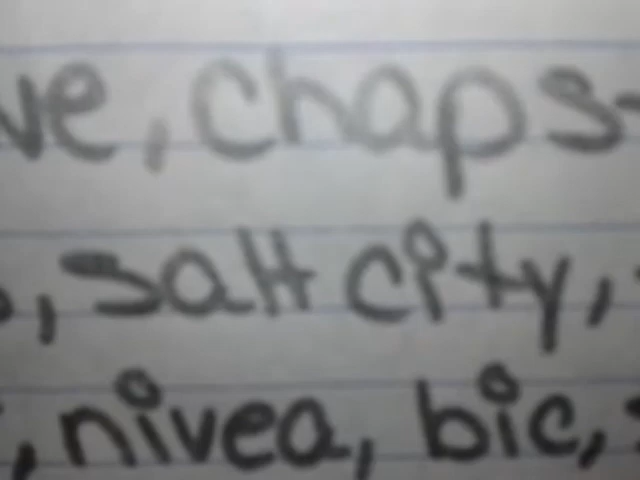 ve, chaps-
, salt city,
, nivea, bic,